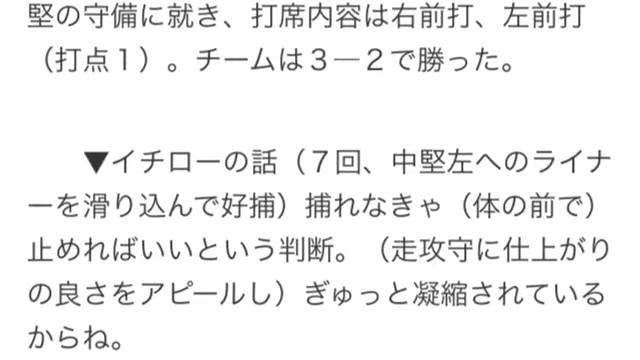 堅の守備に就き、打席内容は右前打、左前打
（打点１）。チームは３―２で勝った。
▼イチローの話（７回、中堅左へのライナ
ーを滑り込んで好捕）捕れなきゃ（体の前で）
止めればいいという判断。（走攻守に仕上がり
の良さをアピールし）ぎゅっと凝縮されている
からね。